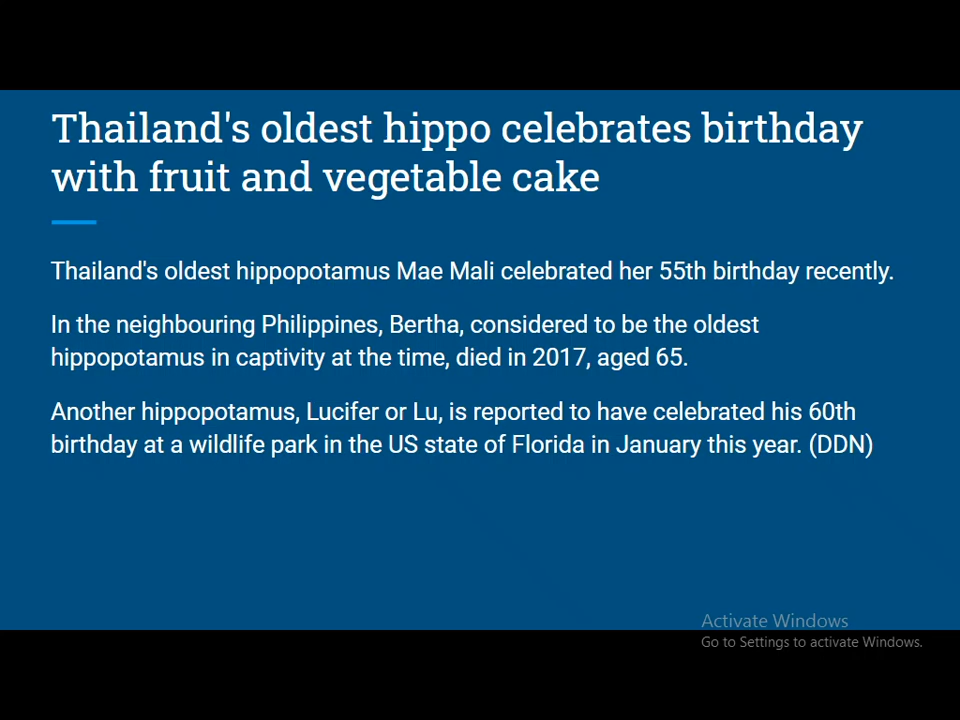 Thailand's oldest hippo celebrates birthday
with fruit and vegetable cake
Thailand's oldest hippopotamus Mae Mali celebrated her 55th birthday recently.
In the neighbouring Philippines, Bertha, considered to be the oldest
hippopotamus in captivity at the time, died in 2017, aged 65.
Another hippopotamus, Lucifer or Lu, is reported to have celebrated his 60th
birthday at a wildlife park in the US state of Florida in January this year. (DDN)
Activate Windows
Go to Settings to activate Windows.